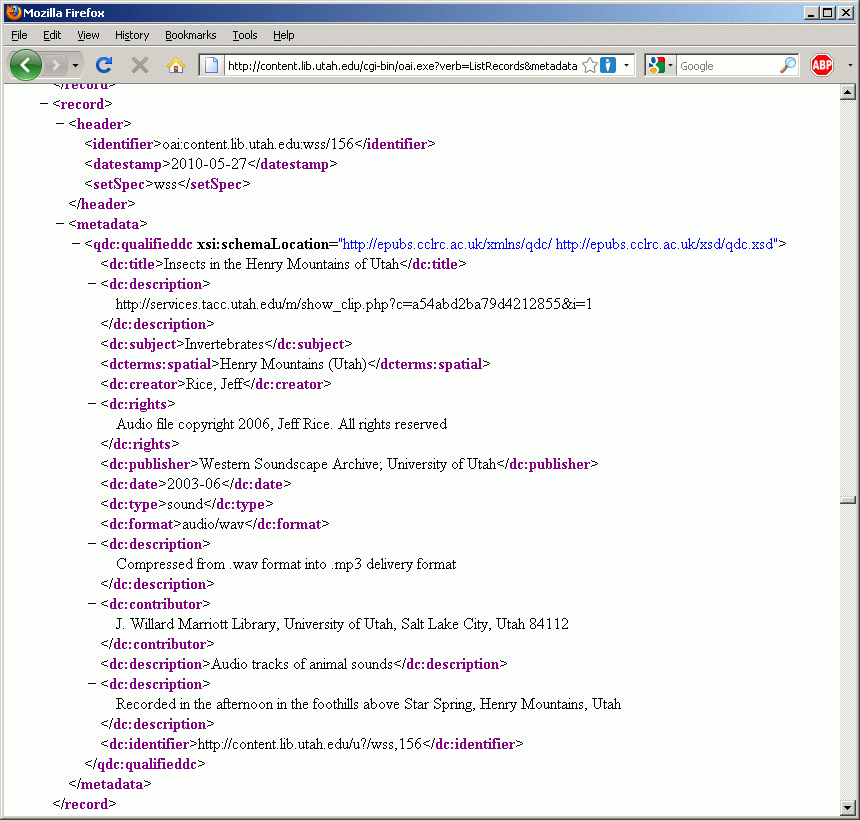 Mozilla Firefox
File Edit View History Bookmarks Tools Help
http://content.lib.utah.edu/cgi-bin/oai.exe?verb=ListRecords&metadata Google ABP
</record>
− <record>
− <header>
<identifier>oai:content.lib.utah.edu:wss/156</identifier>
<datestamp>2010-05-27</datestamp>
<setSpec>wss</setSpec>
</header>
− <metadata>
− <qdc:qualifieddc xsi:schemaLocation="http://epubs.cclrc.ac.uk/xmlns/qdc/ http://epubs.cclrc.ac.uk/xsd/qdc.xsd">
<dc:title>Insects in the Henry Mountains of Utah</dc:title>
− <dc:description>
http://services.tacc.utah.edu/m/show_clip.php?c=a54abd2ba79d4212855&i=1
</dc:description>
<dc:subject>Invertebrates</dc:subject>
<dcterms:spatial>Henry Mountains (Utah)</dcterms:spatial>
<dc:creator>Rice, Jeff</dc:creator>
− <dc:rights>
Audio file copyright 2006, Jeff Rice. All rights reserved
</dc:rights>
<dc:publisher>Western Soundscape Archive; University of Utah</dc:publisher>
<dc:date>2003-06</dc:date>
<dc:type>sound</dc:type>
<dc:format>audio/wav</dc:format>
− <dc:description>
Compressed from .wav format into .mp3 delivery format
</dc:description>
− <dc:contributor>
J. Willard Marriott Library, University of Utah, Salt Lake City, Utah 84112
</dc:contributor>
<dc:description>Audio tracks of animal sounds</dc:description>
− <dc:description>
Recorded in the afternoon in the foothills above Star Spring, Henry Mountains, Utah
</dc:description>
<dc:identifier>http://content.lib.utah.edu/u?/wss,156</dc:identifier>
</qdc:qualifieddc>
</metadata>
</record>